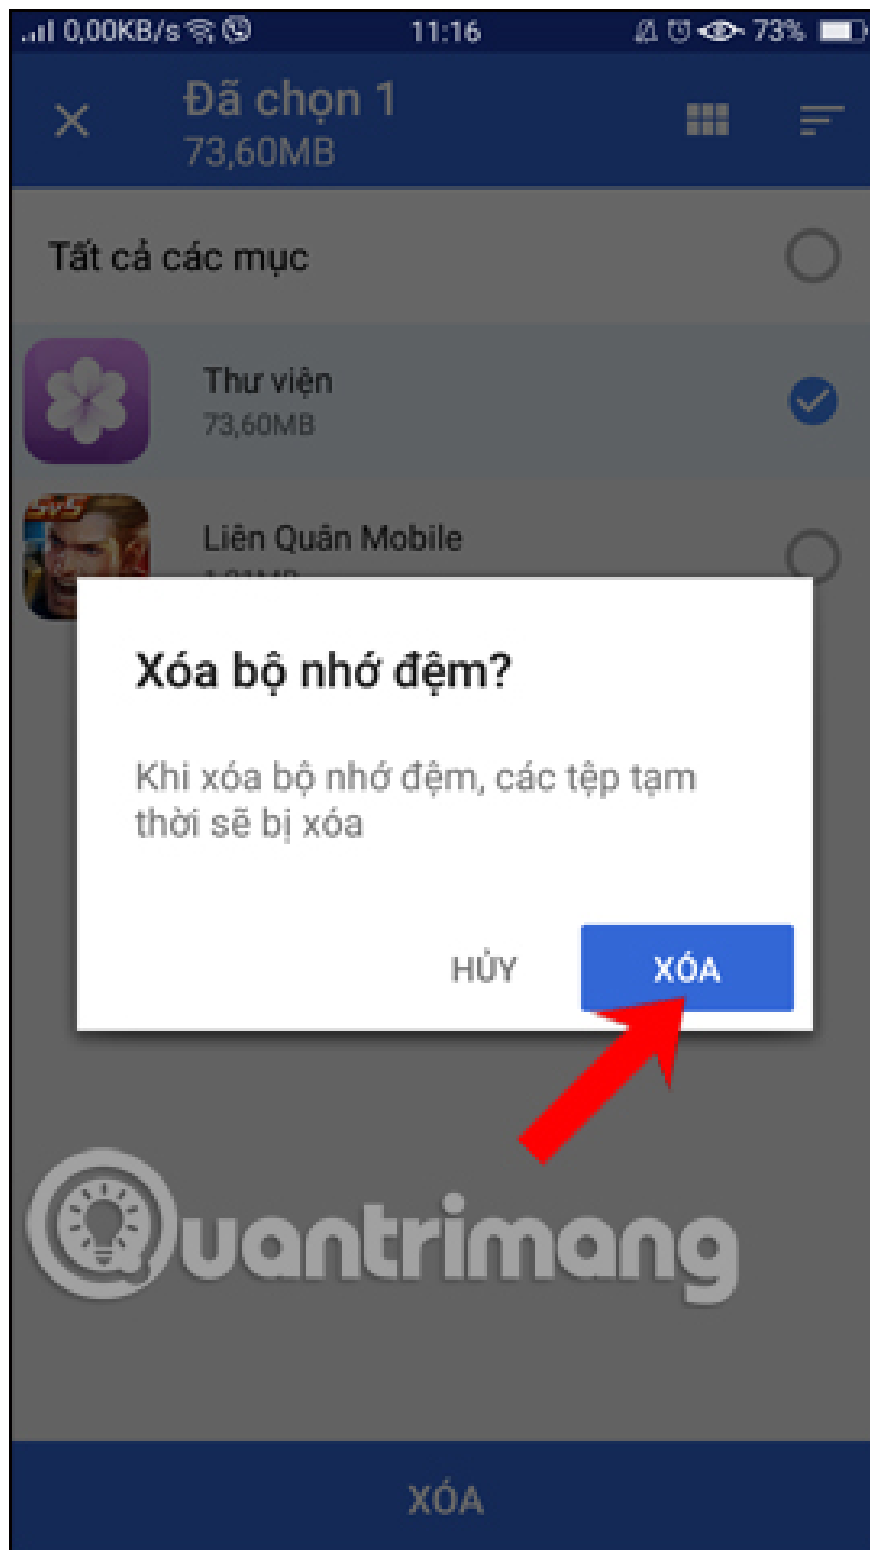 0,00KB/s 11:16 73%
Đã chọn 1
73,60MB
Tất cả các mục
Thư viện
73,60MB
5v5
Liên Quân Mobile
Xóa bộ nhớ đệm?
Khi xóa bộ nhớ đệm, các tệp tạm
thời sẽ bị xóa
HỦY XÓA
Quantrimang
XÓA